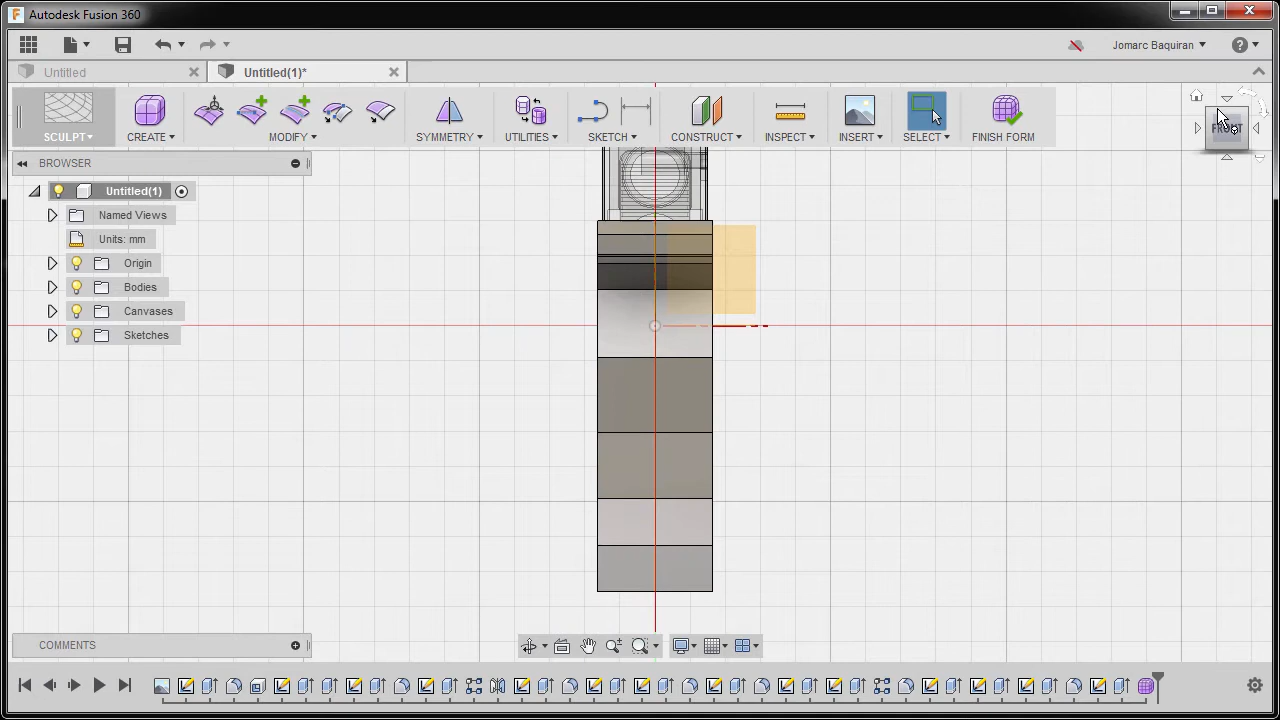 Autodesk Fusion 360
Jomarc Baquiran
Untitled
Untitled(1)*
SCULPT
CREATE
MODIFY
SYMMETRY
UTILITIES
SKETCH
CONSTRUCT
INSPECT
INSERT
SELECT
FINISH FORM
FRONT
BROWSER
Untitled(1)
Named Views
Units: mm
Origin
Bodies
Canvases
Sketches
COMMENTS